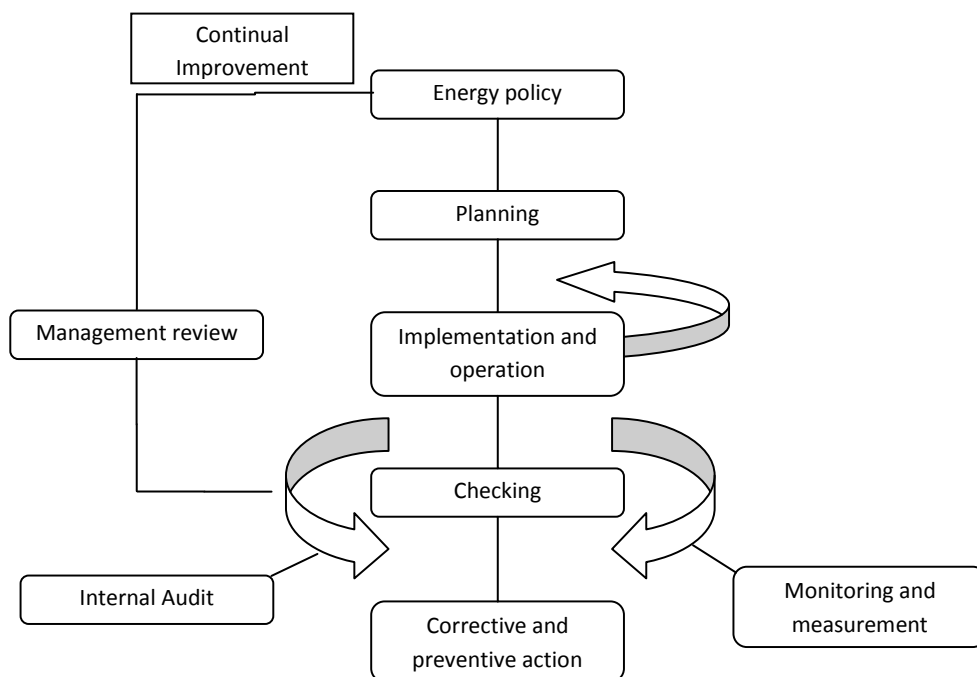 Continual
Improvement
Energy policy
Planning
Management review
Implementation and
operation
Checking
Internal Audit
Monitoring and
measurement
Corrective and
preventive action